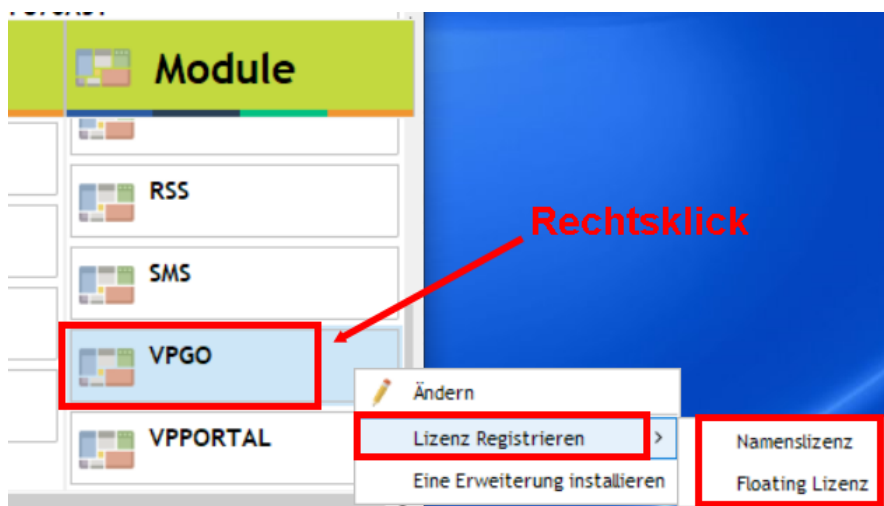 Module
RSS
Rechtsklick
SMS
VPGO
Ändern
VPPORTAL
Lizenz Registrieren >
Namenslizenz
Eine Erweiterung installieren
Floating Lizenz